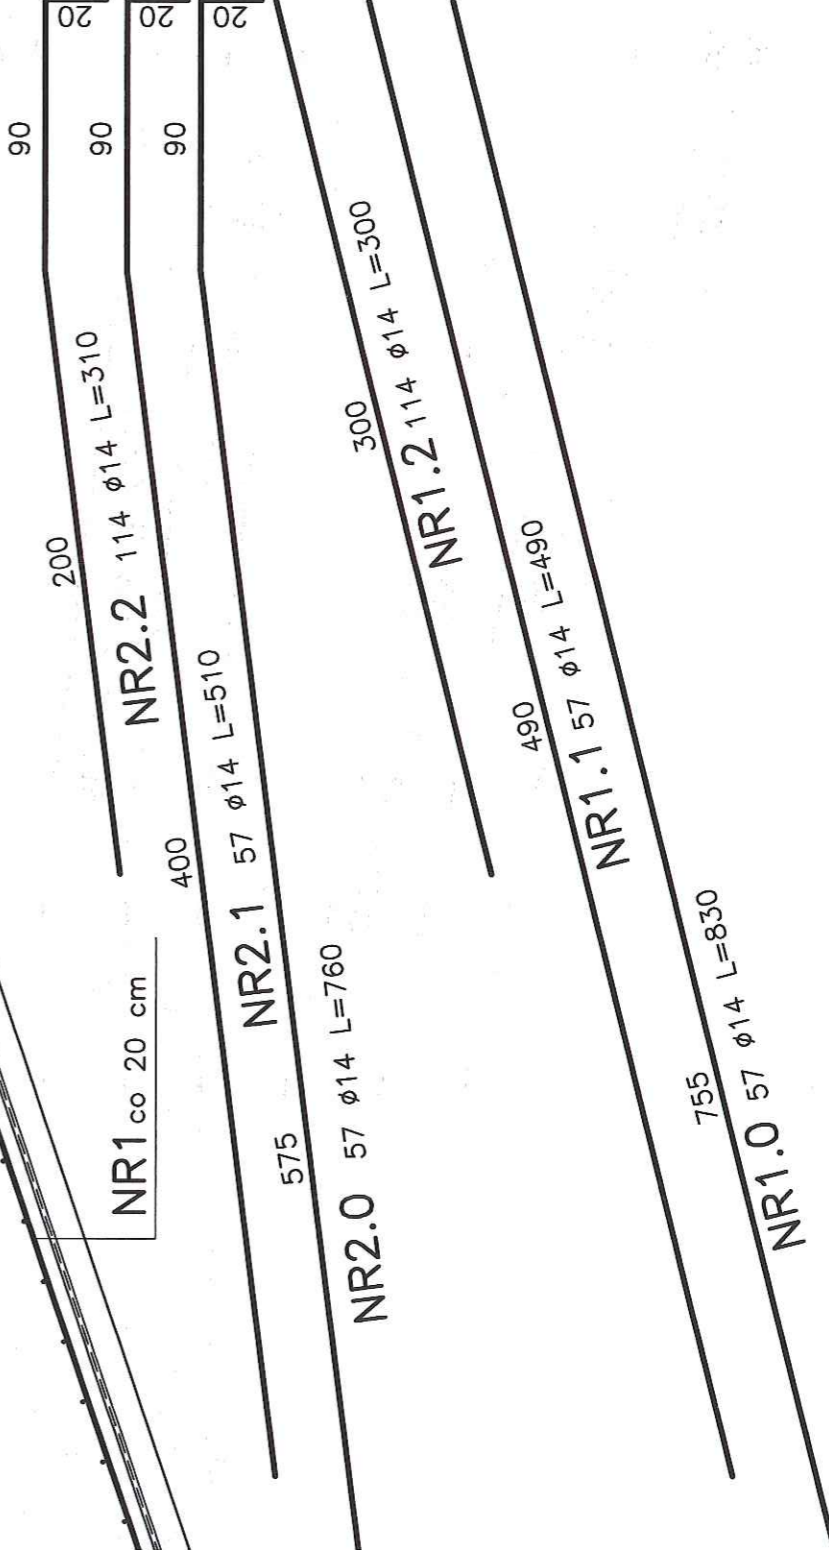 20
20
20
90
90
90
200
NR2.2 114 ø14 L=310
400
NR2.1 57 ø14 L=510
575
NR2.0 57 ø14 L=760
300
NR1.2 114 ø14 L=300
490
NR1.1 57 ø14 L=490
755
NR1.0 57 ø14 L=830
NR1 co 20 cm